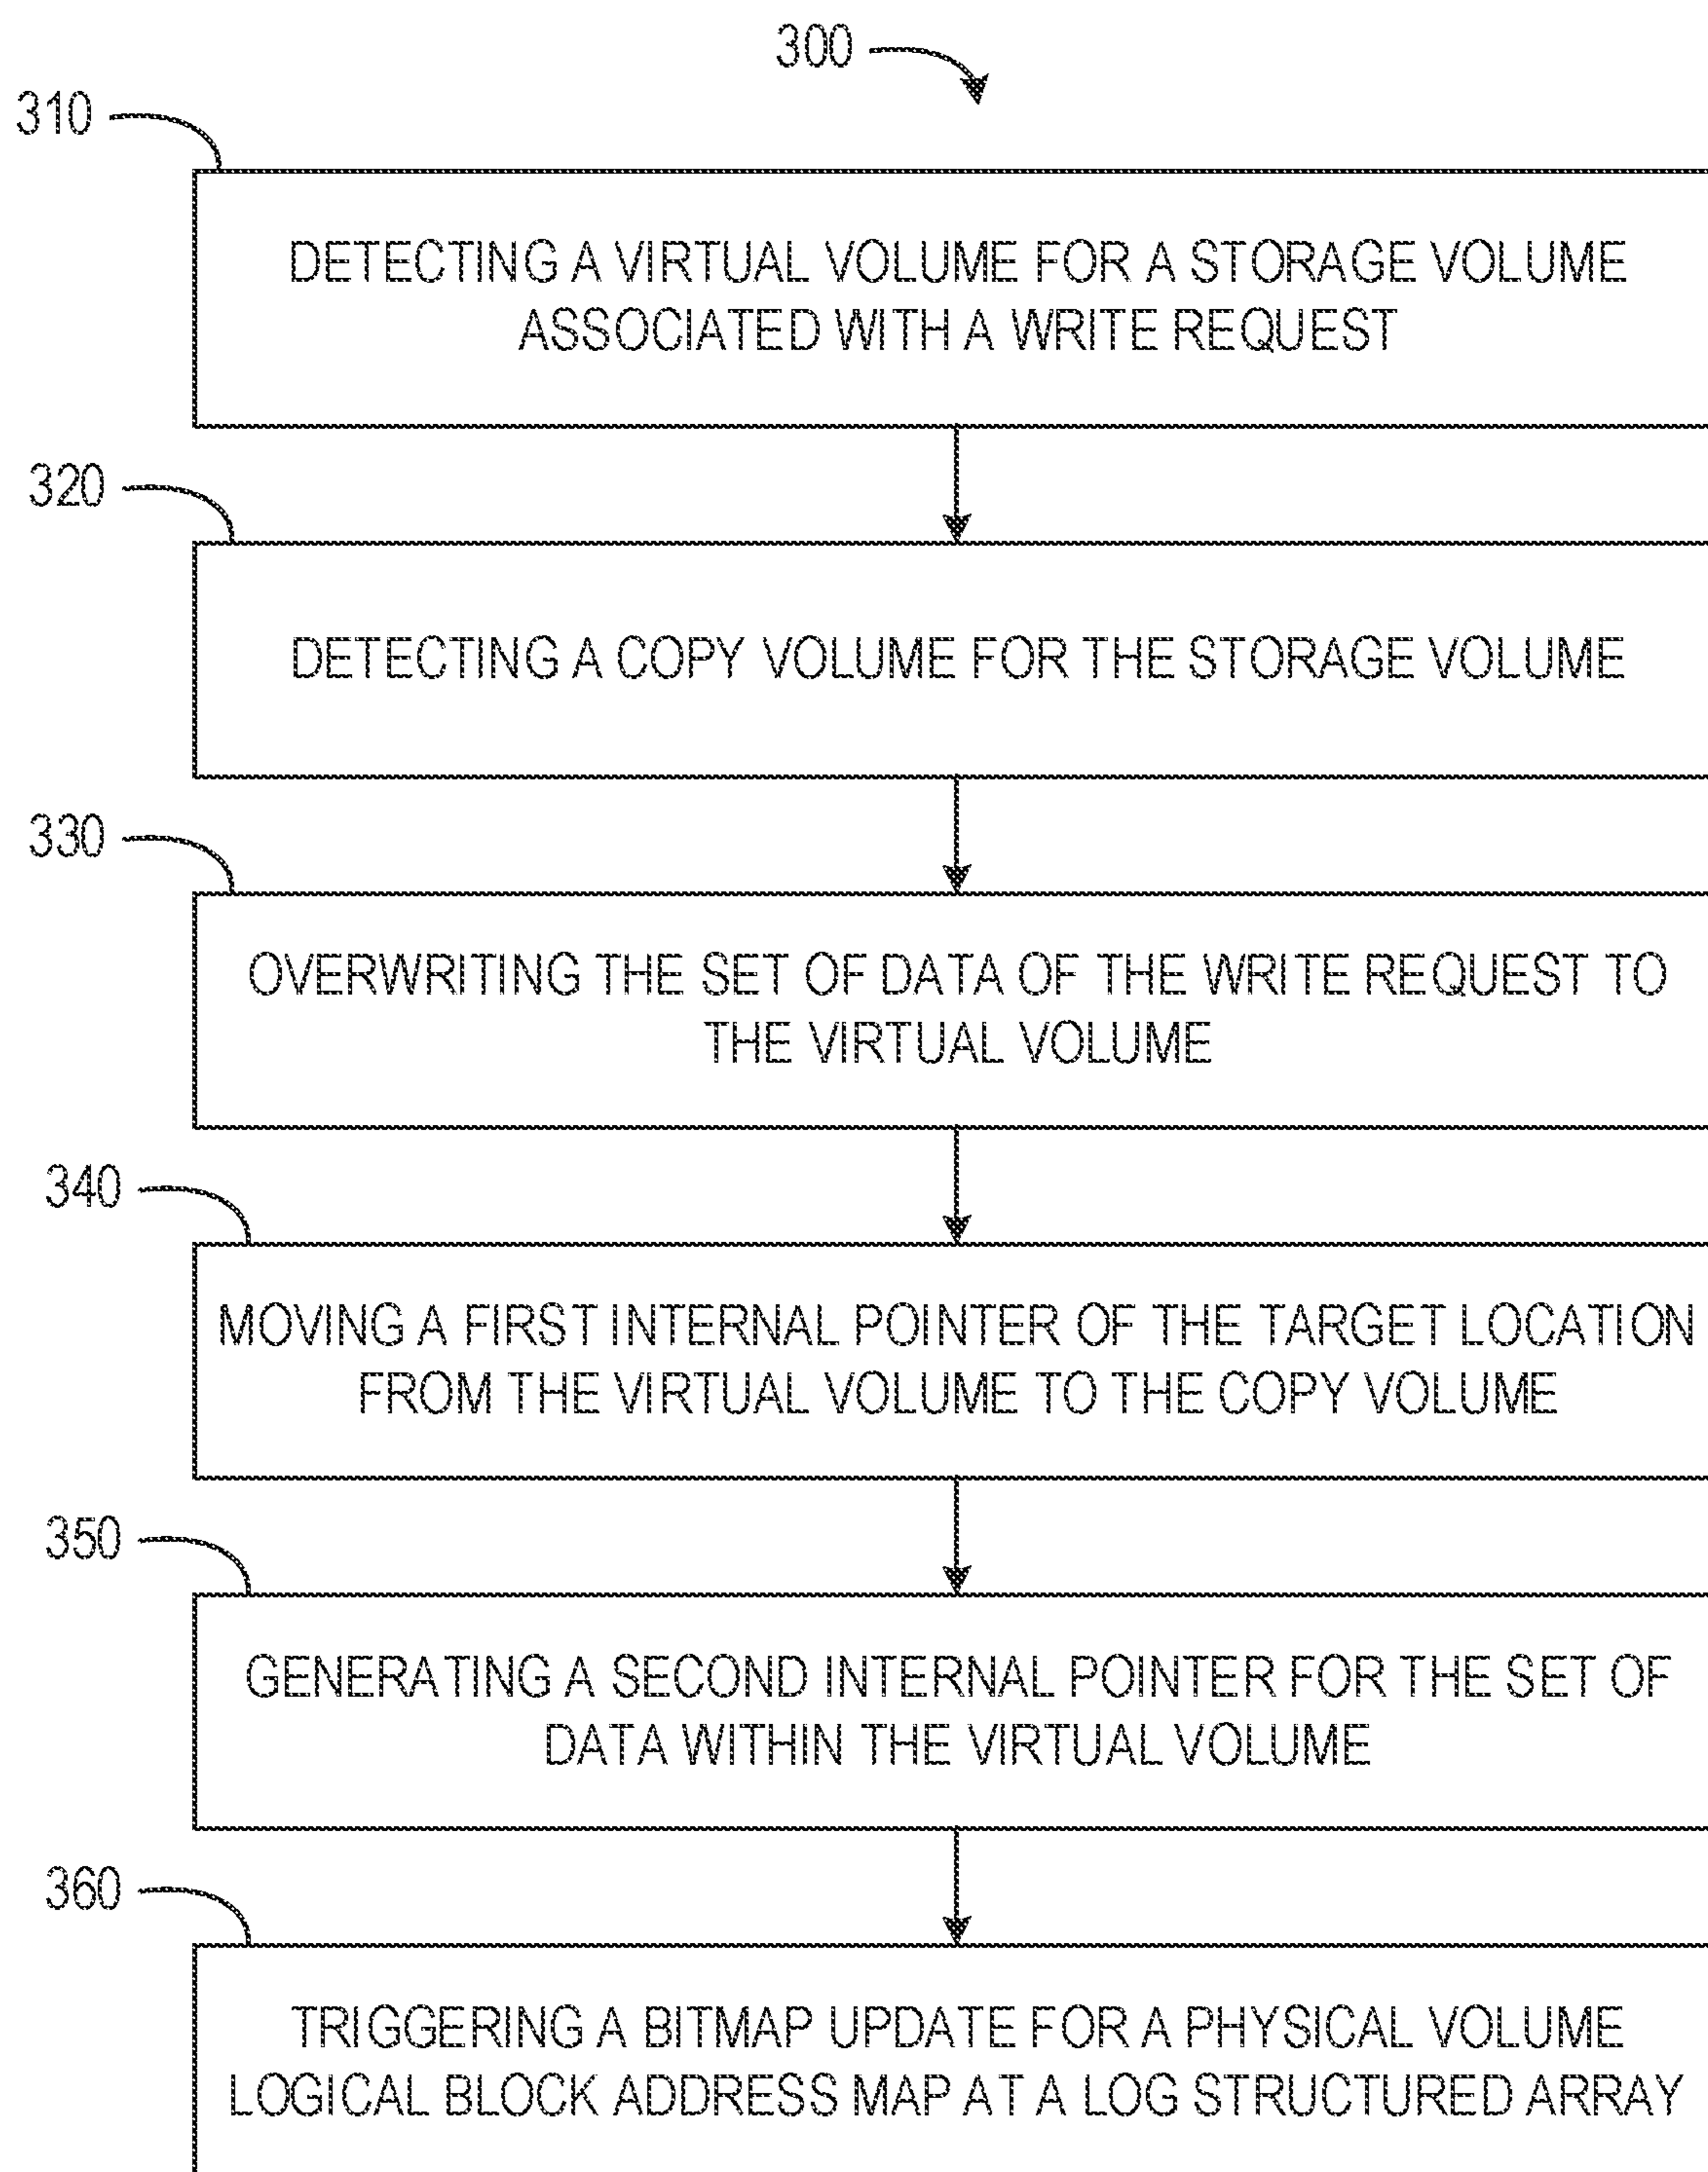 300
310
DETECTING A VIRTUAL VOLUME FOR A STORAGE VOLUME
ASSOCIATED WITH A WRITE REQUEST
320
DETECTING A COPY VOLUME FOR THE STORAGE VOLUME
330
OVERWRITING THE SET OF DATA OF THE WRITE REQUEST TO
THE VIRTUAL VOLUME
340
MOVING A FIRST INTERNAL POINTER OF THE TARGET LOCATION
FROM THE VIRTUAL VOLUME TO THE COPY VOLUME
350
GENERATING A SECOND INTERNAL POINTER FOR THE SET OF
DATA WITHIN THE VIRTUAL VOLUME
360
TRIGGERING A BITMAP UPDATE FOR A PHYSICAL VOLUME
LOGICAL BLOCK ADDRESS MAP AT A LOG STRUCTURED ARRAY